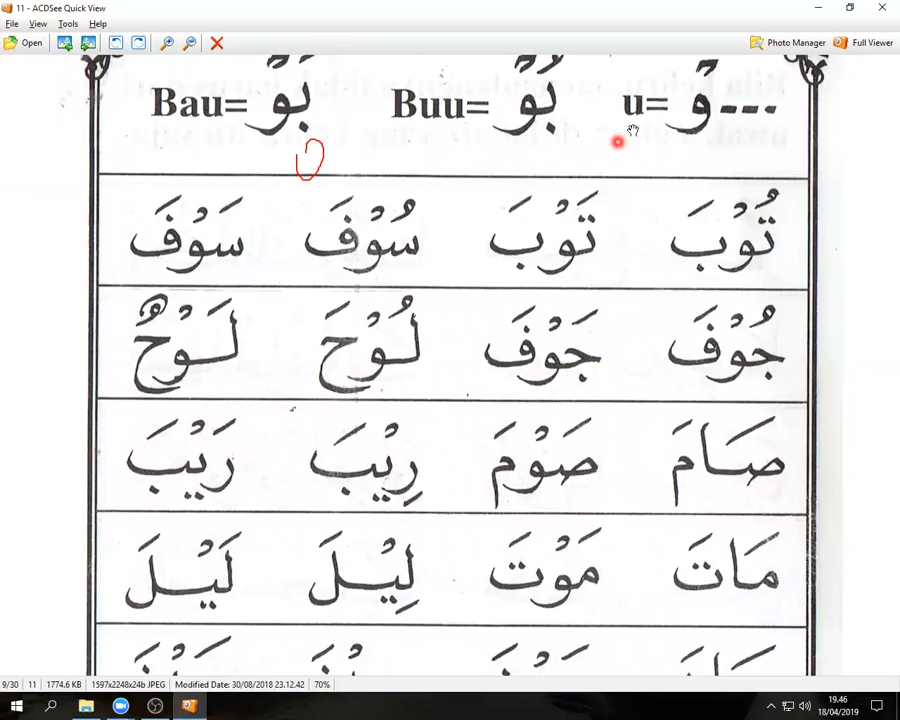 11 - ACDSee Quick View
File View Tools Help
Open Photo Manager Full Viewer
---وْ =u بُوْ =Buu بَوْ =Bau
تُوْبَ تَوْبَ سُوْفَ سَوْفَ
جُوْفَ جَوْفَ لُوْحَ لَوْحٌ
صَامَ صَوْمَ رِيْبَ رَيْبَ
مَاتَ مَوْتَ لِيْلَ لَيْلَ
9/30 11 1774.6 KB 1597x2248x24b JPEG Modified Date: 30/08/2018 23.12.42 70%
19.46
18/04/2019